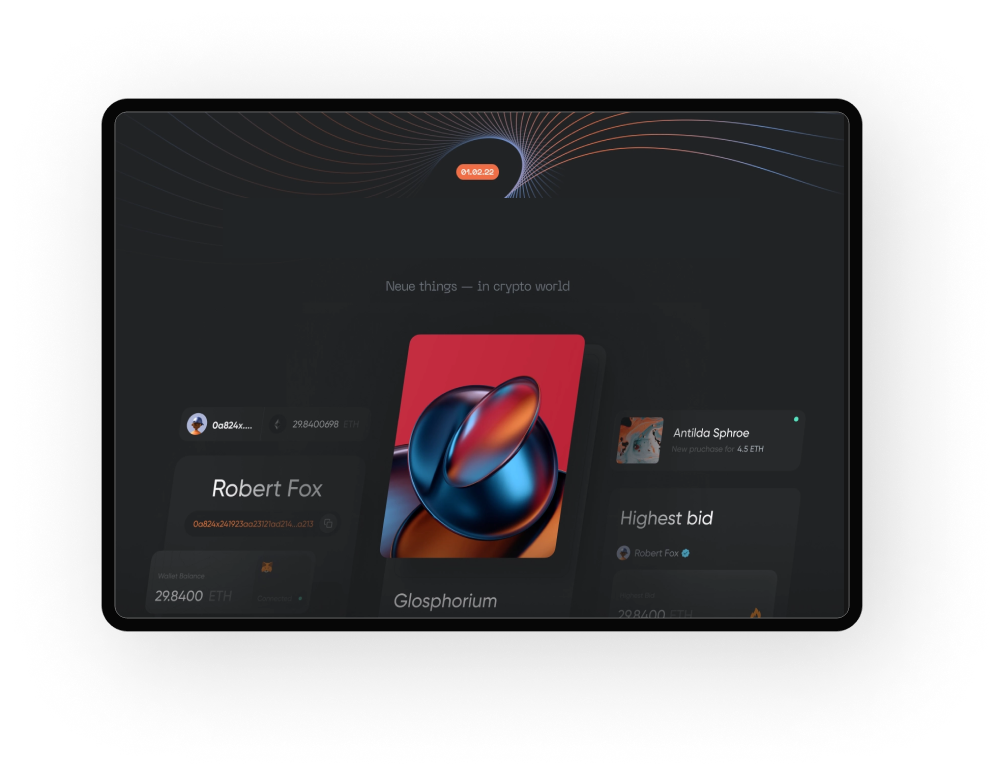 01.02.22
Neue things — in crypto world
0a824x....
29.8400698 ETH
Robert Fox
0a824x241923aa23121ad214...a213
Wallet Balance
29.8400 ETH
Glosphorium
Antilda Sphroe
New pruchase for 4.5 ETH
Highest bid
Robert Fox
Highest Bid
29.8400 ETH